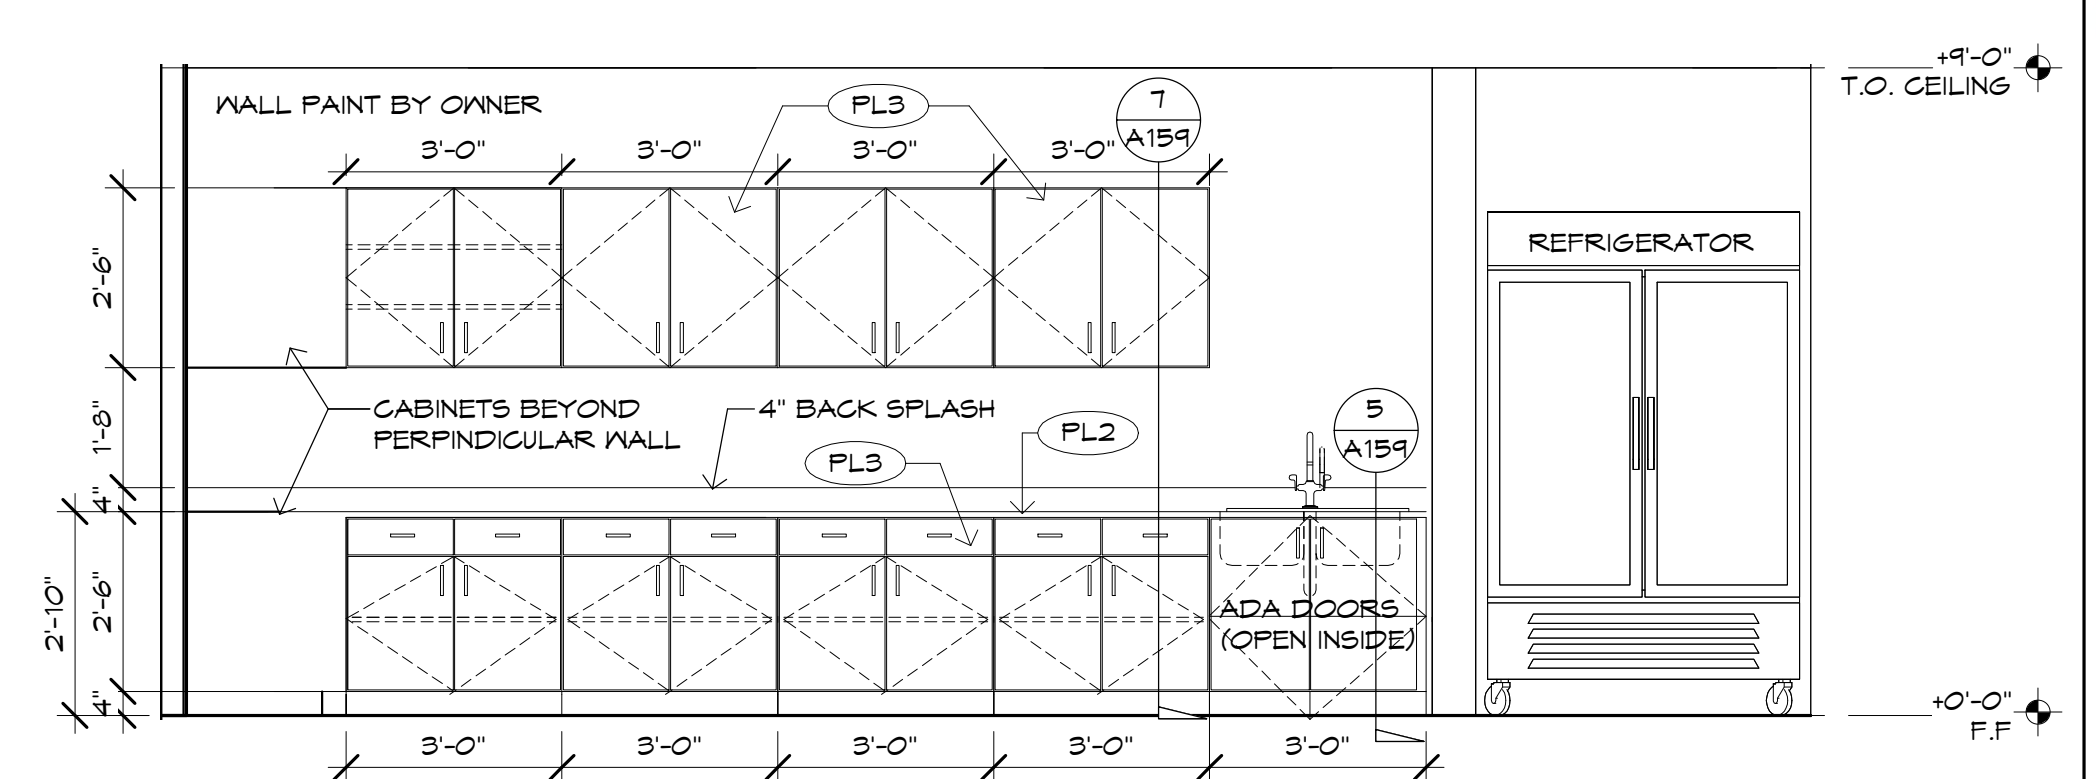 +9'-0"
T.O. CEILING
WALL PAINT BY OWNER
PL3
7
A159
3'-0"
3'-0"
3'-0"
3'-0"
2'-6"
REFRIGERATOR
1'-8"
CABINETS BEYOND
PERPINDICULAR WALL
4" BACK SPLASH
PL2
PL3
5
A159
4"
2'-10"
2'-6"
ADA DOORS
(OPEN INSIDE)
4"
+0'-0"
F.F
3'-0"
3'-0"
3'-0"
3'-0"
3'-0"